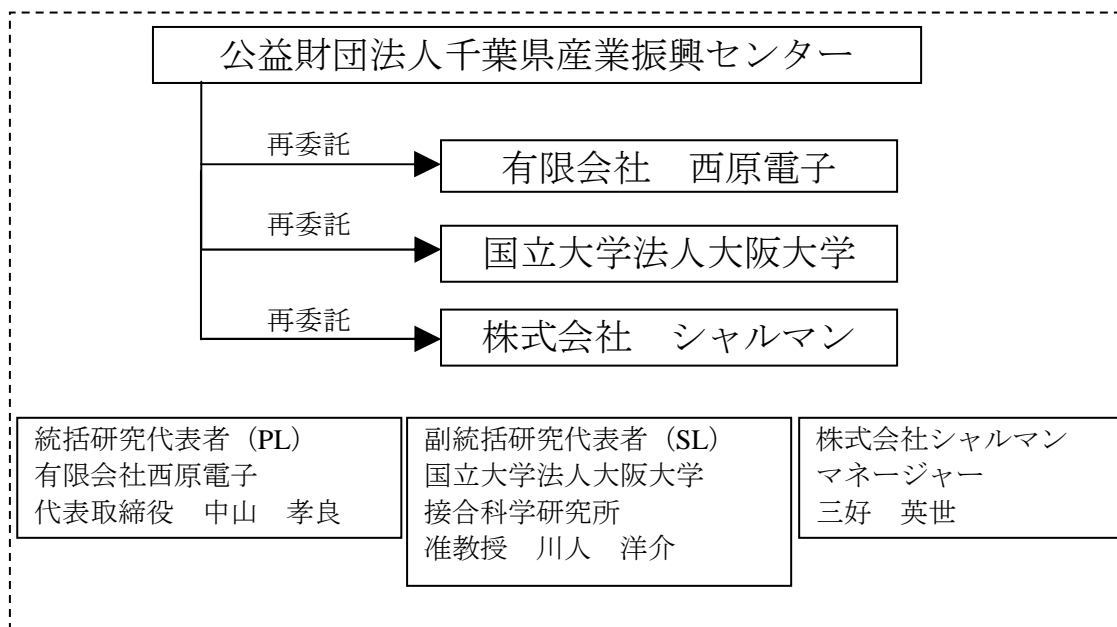 公益財団法人千葉県産業振興センター
再委託
有限会社　西原電子
再委託
国立大学法人大阪大学
再委託
株式会社　シャルマン
統括研究代表者（PL）
有限会社西原電子
代表取締役　中山　孝良
副統括研究代表者（SL）
国立大学法人大阪大学
接合科学研究所
准教授　川人　洋介
株式会社シャルマン
マネージャー
三好　英世